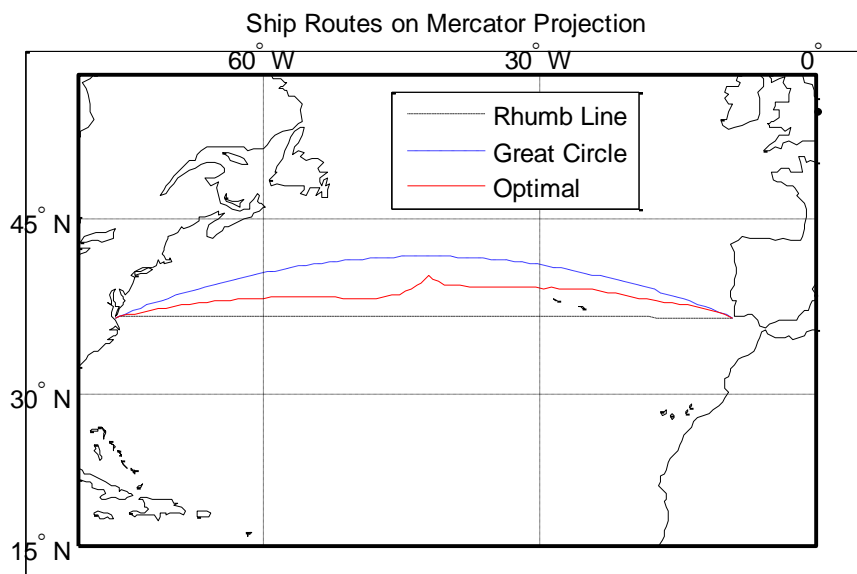 Ship Routes on Mercator Projection
60° W 30° W 0°
Rhumb Line
Great Circle
Optimal
45° N
30° N
15° N